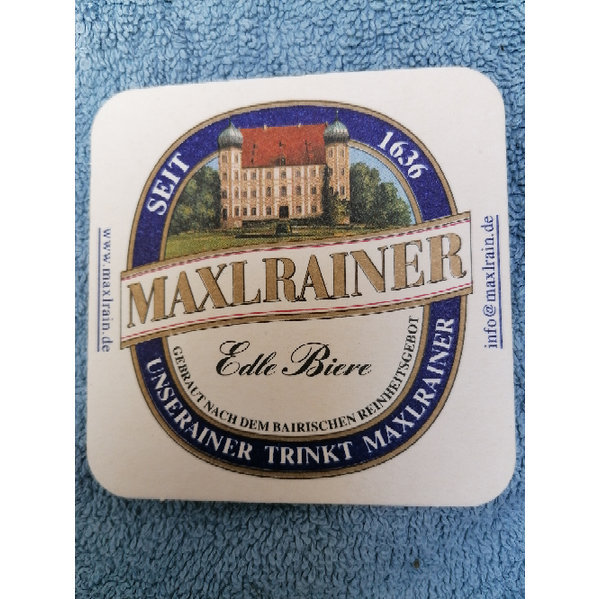 SEIT 1636
MAXLRAINER
Edle Biere
GEBRAUT NACH DEM BAIRISCHEN REINHEITSGEBOT
UNSERAINER TRINKT MAXLRAINER
www.maxlrain.de
info@maxlrain.de